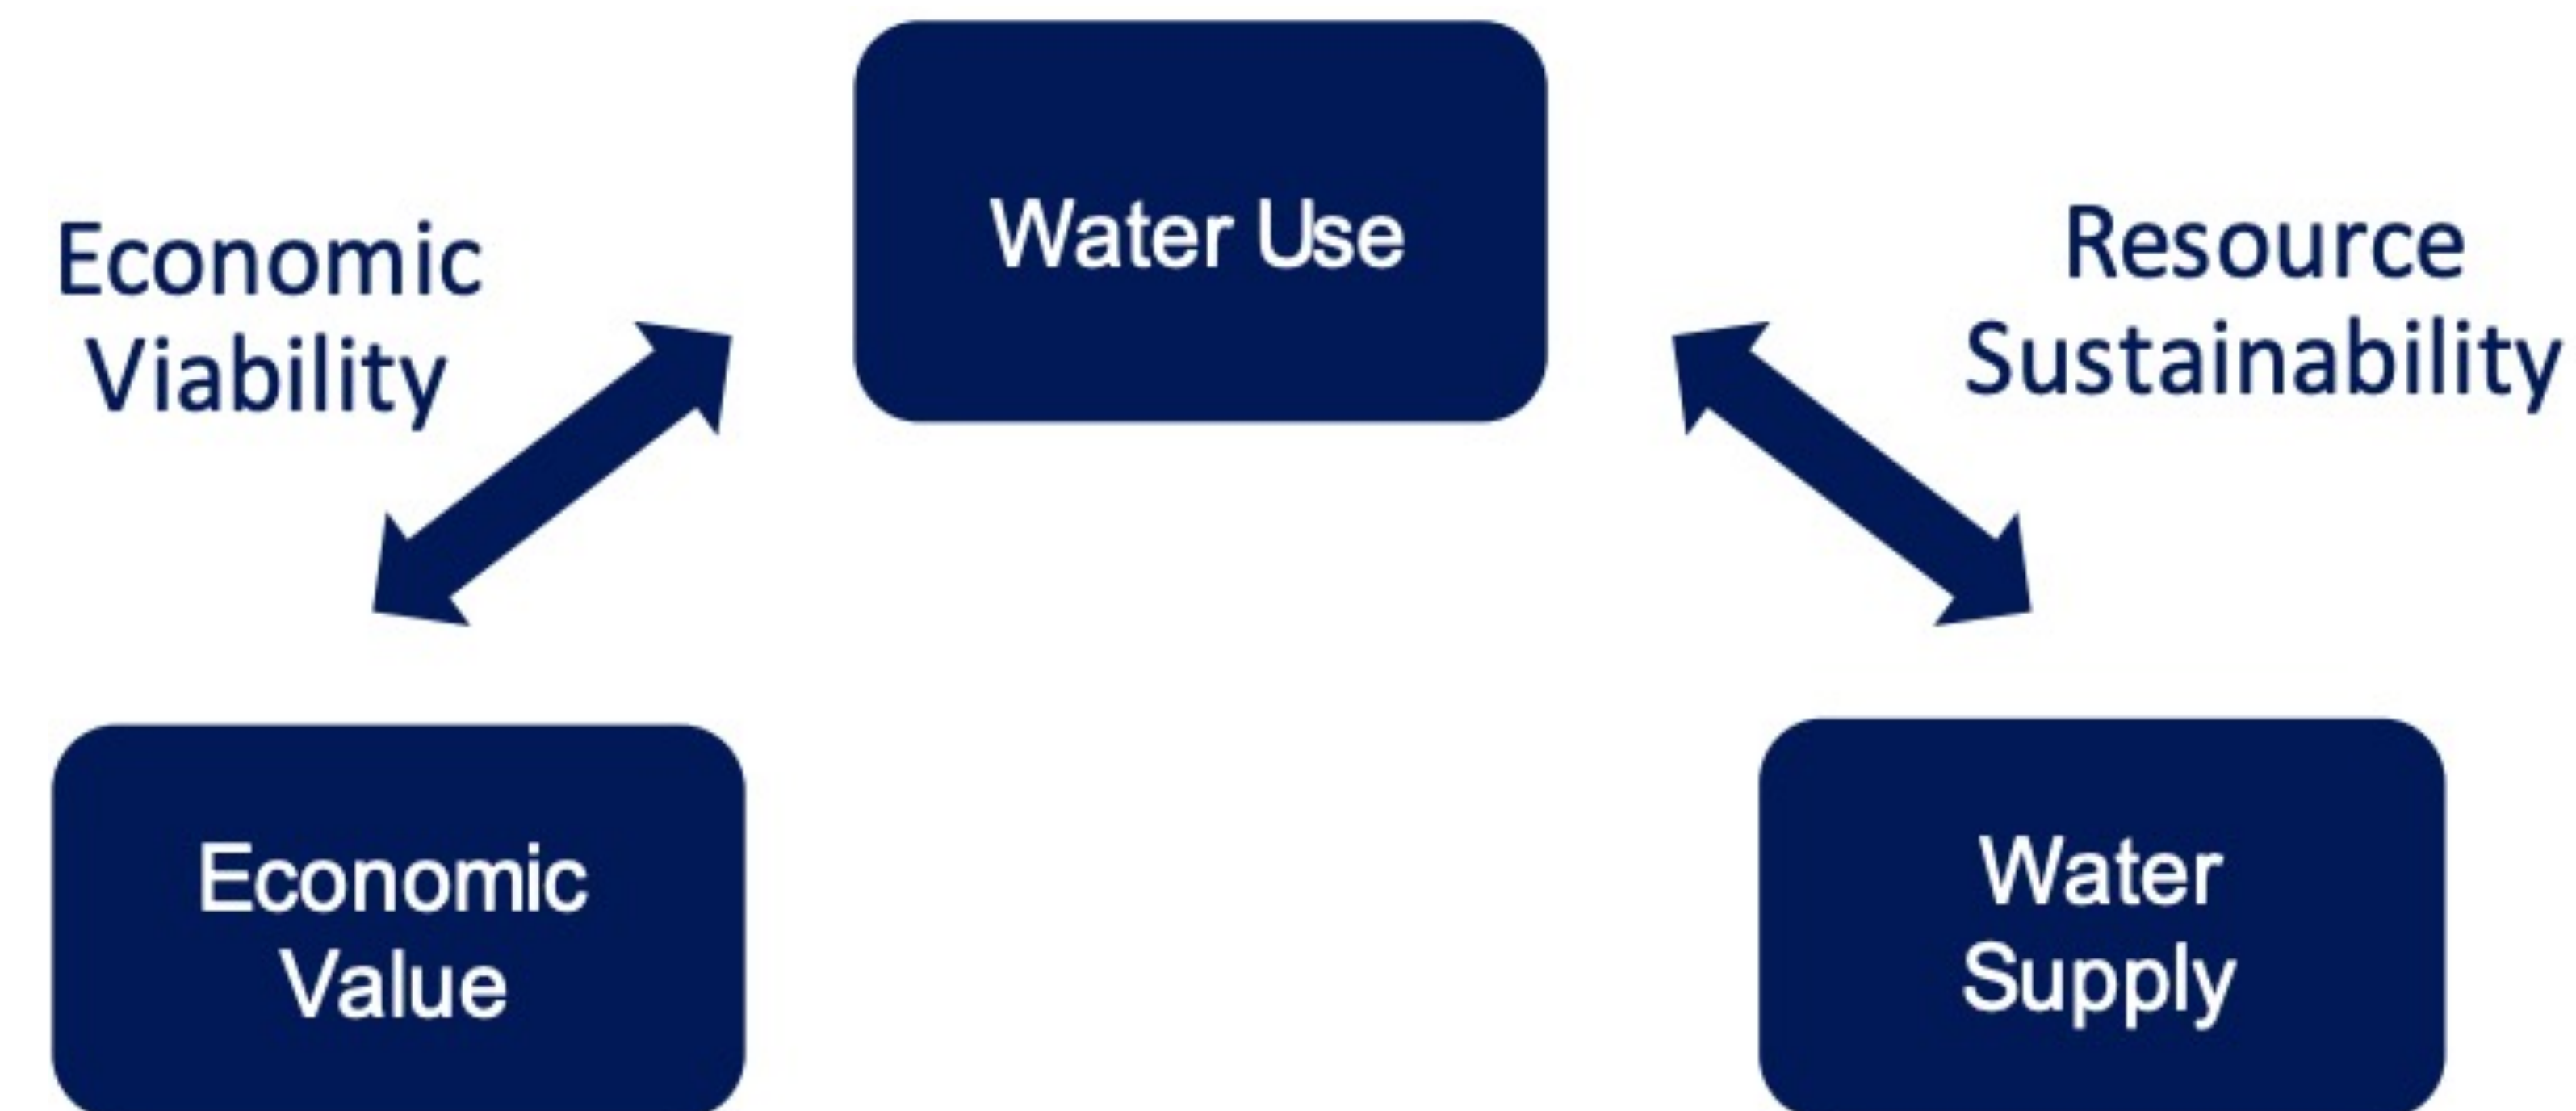 Water Use
Economic
Viability
Resource
Sustainability
Economic
Value
Water
Supply